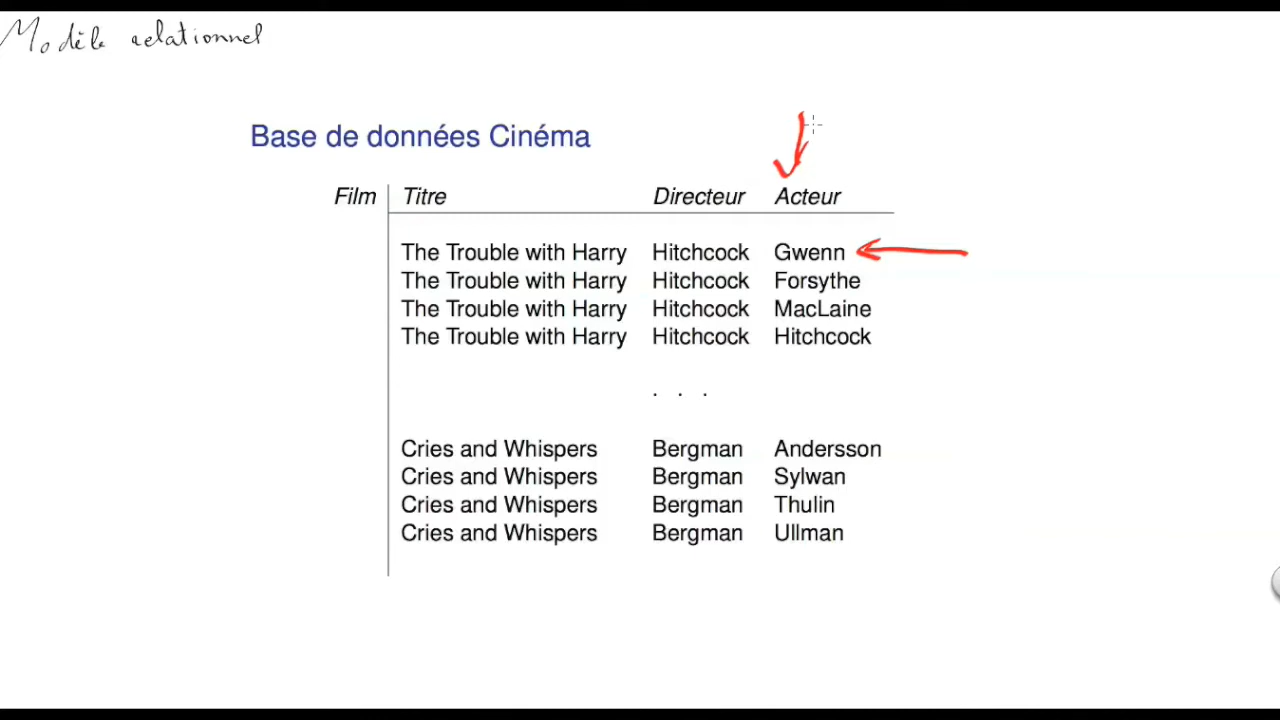 Modèle relationnel
Base de données Cinéma
Film Titre Directeur Acteur
The Trouble with Harry Hitchcock Gwenn
The Trouble with Harry Hitchcock Forsythe
The Trouble with Harry Hitchcock MacLaine
The Trouble with Harry Hitchcock Hitchcock
. . .
Cries and Whispers Bergman Andersson
Cries and Whispers Bergman Sylwan
Cries and Whispers Bergman Thulin
Cries and Whispers Bergman Ullman